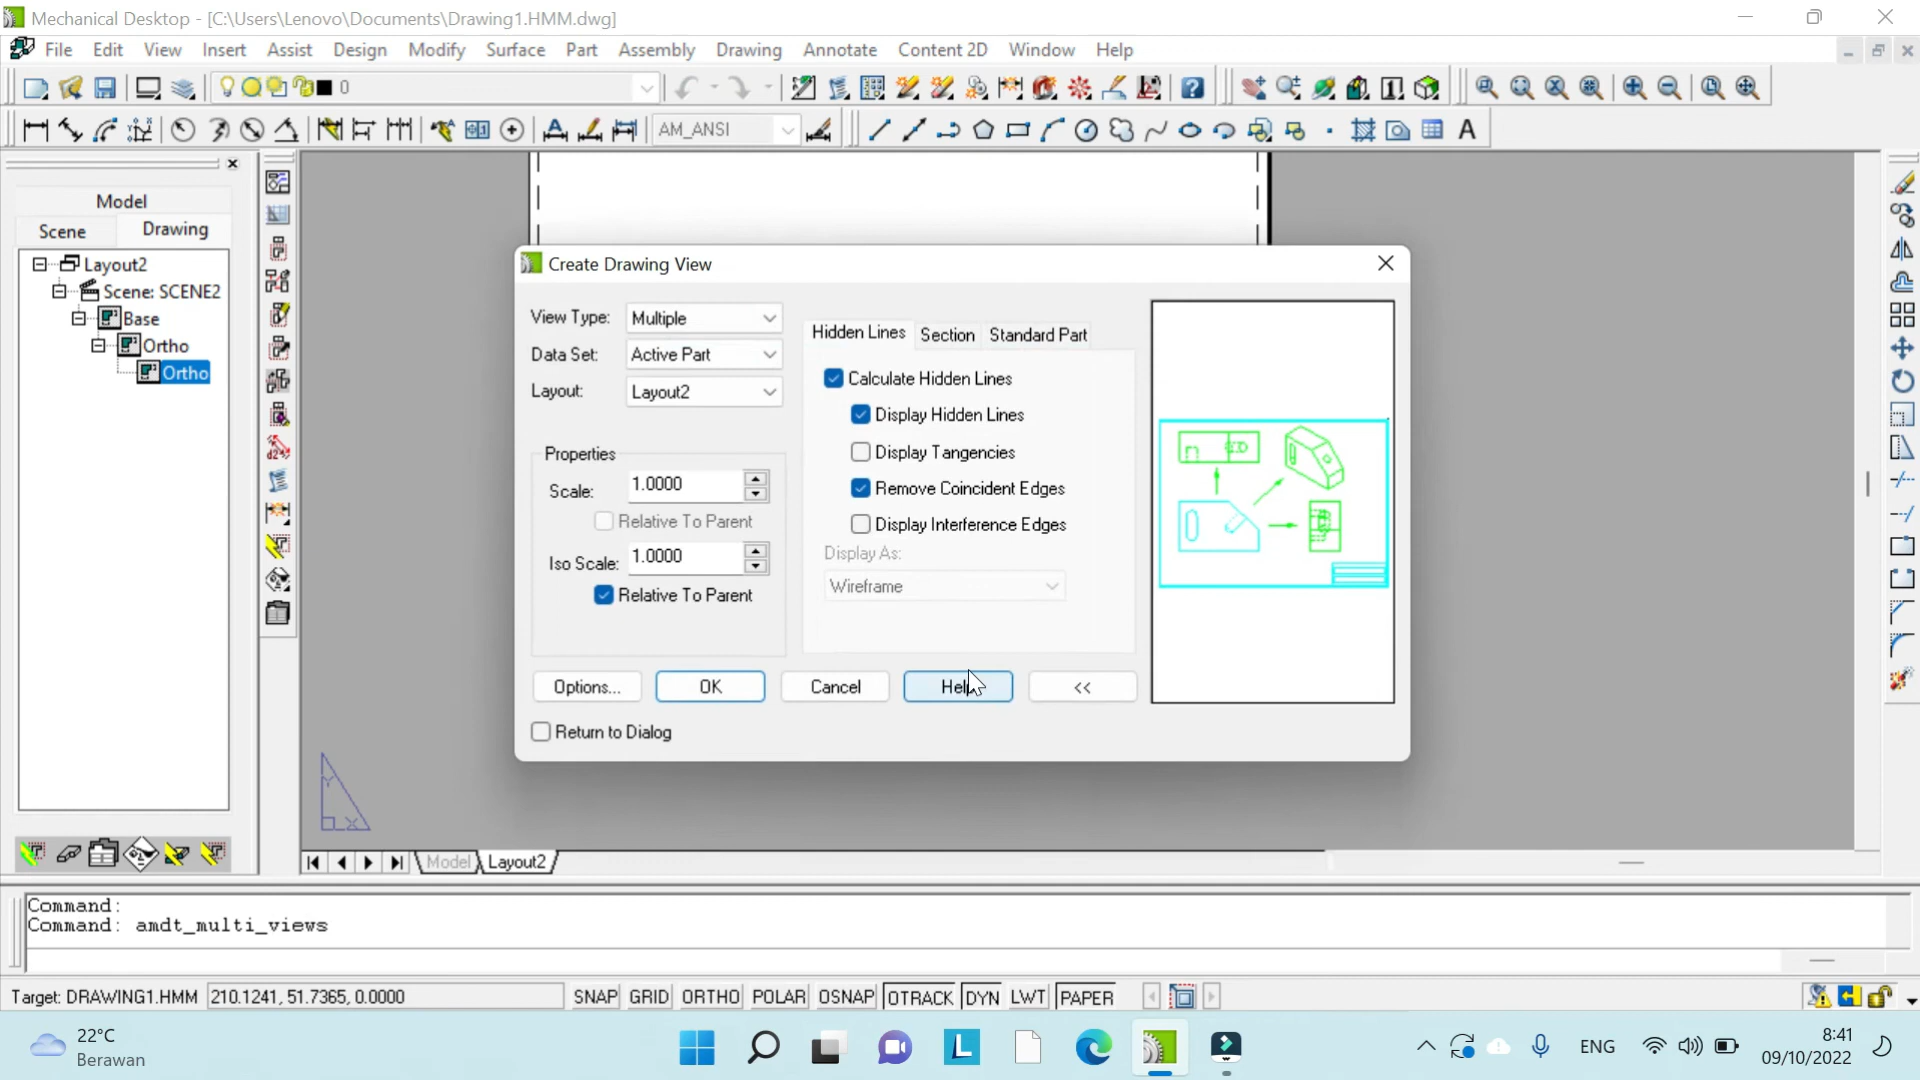 Mechanical Desktop - [C:\Users\Lenovo\Documents\Drawing1.HMM.dwg]
File Edit View Insert Assist Design Modify Surface Part Assembly Drawing Annotate Content 2D Window Help
0
AM_ANSI
A
Model
Scene Drawing
Layout2
Scene: SCENE2
Base
Ortho
Ortho
Create Drawing View
View Type: Multiple
Data Set: Active Part
Layout: Layout2
Properties
Scale: 1.0000
Relative To Parent
Iso Scale: 1.0000
Relative To Parent
Hidden Lines Section Standard Part
Calculate Hidden Lines
Display Hidden Lines
Display Tangencies
Remove Coincident Edges
Display Interference Edges
Display As:
Wireframe
Options... OK Cancel Help <<
Return to Dialog
Model Layout2
Command:
Command: amdt_multi_views
Target: DRAWING1.HMM 210.1241, 51.7365, 0.0000 SNAP GRID ORTHO POLAR OSNAP OTRACK DYN LWT PAPER
22°C
Berawan
L
ENG
8:41
09/10/2022